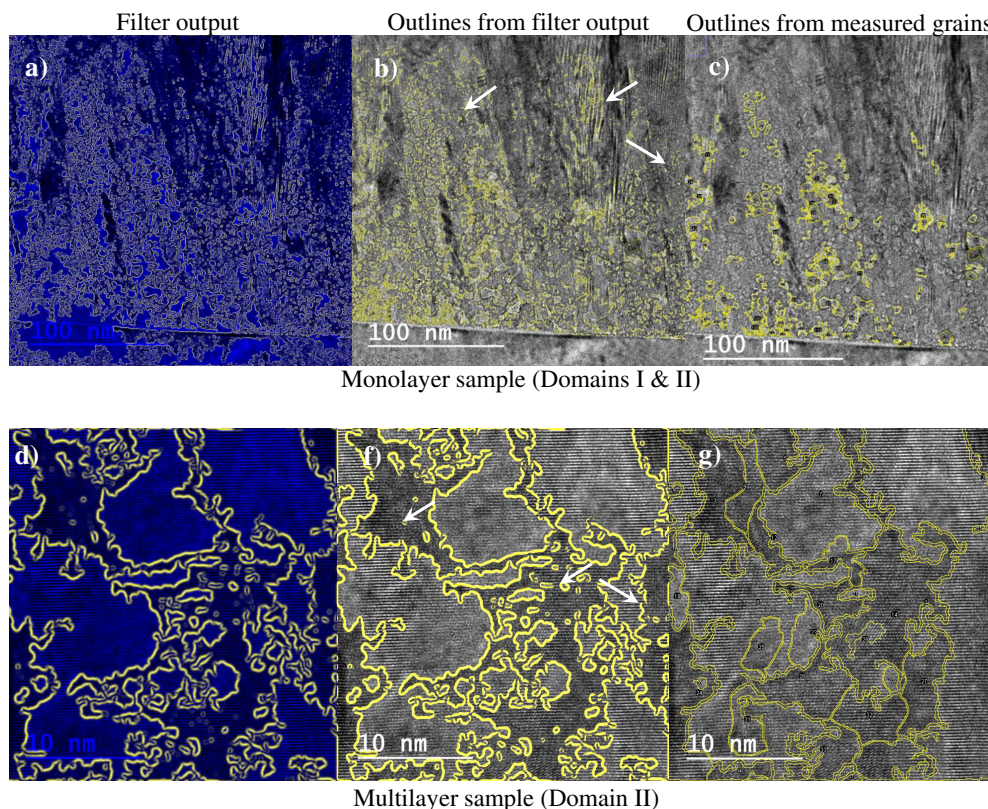 Filter output
Outlines from filter output
Outlines from measured grains
a)
b)
c)
100 nm
100 nm
100 nm
Monolayer sample (Domains I & II)
d)
f)
g)
10 nm
10 nm
10 nm
Multilayer sample (Domain II)